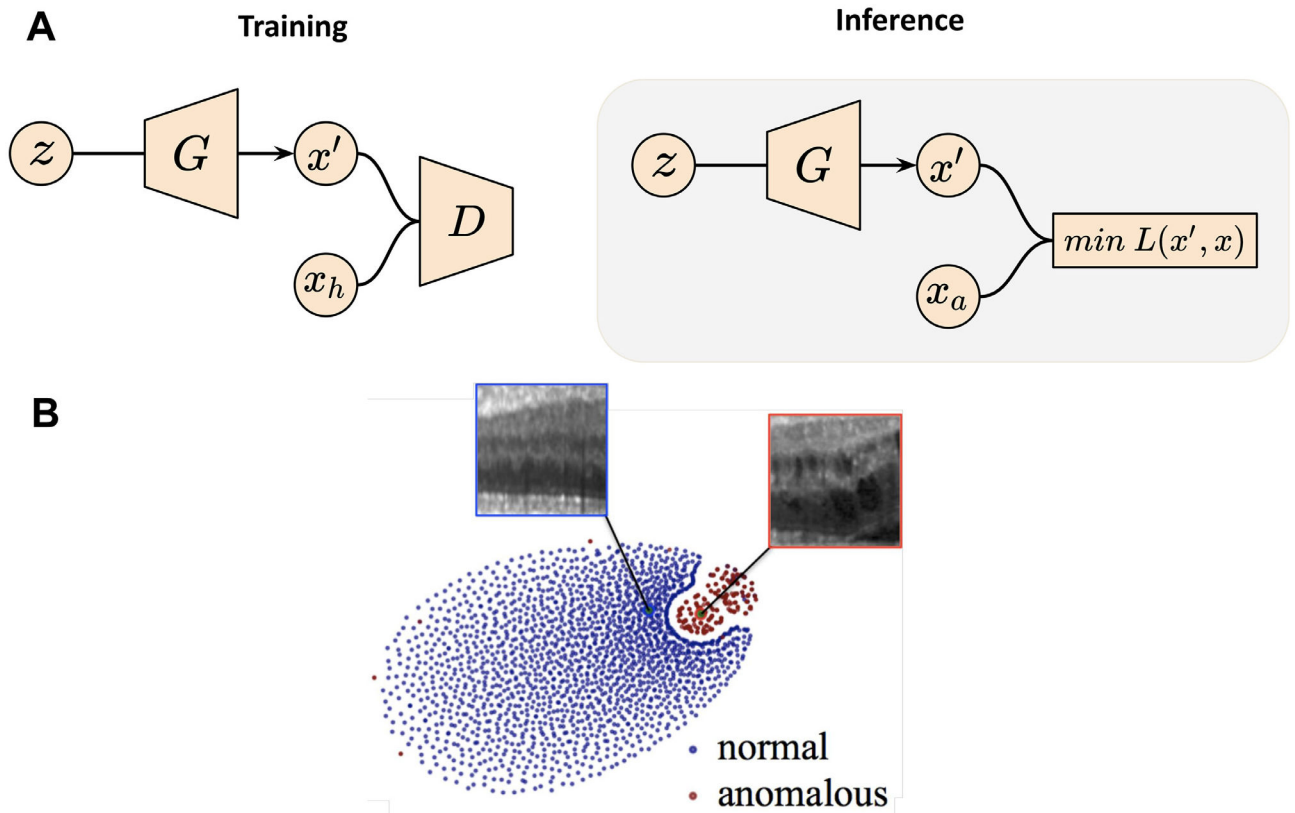 A
Training
Inference
z
G
x′
D
x_h
z
G
x′
min L(x′, x)
x_a
B
normal
anomalous